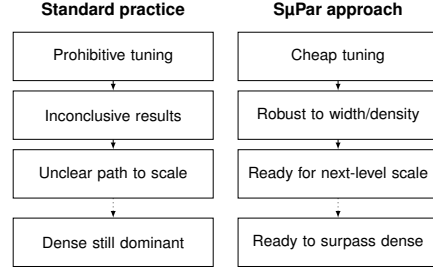 Standard practice
Prohibitive tuning
Inconclusive results
Unclear path to scale
Dense still dominant
SμPar approach
Cheap tuning
Robust to width/density
Ready for next-level scale
Ready to surpass dense